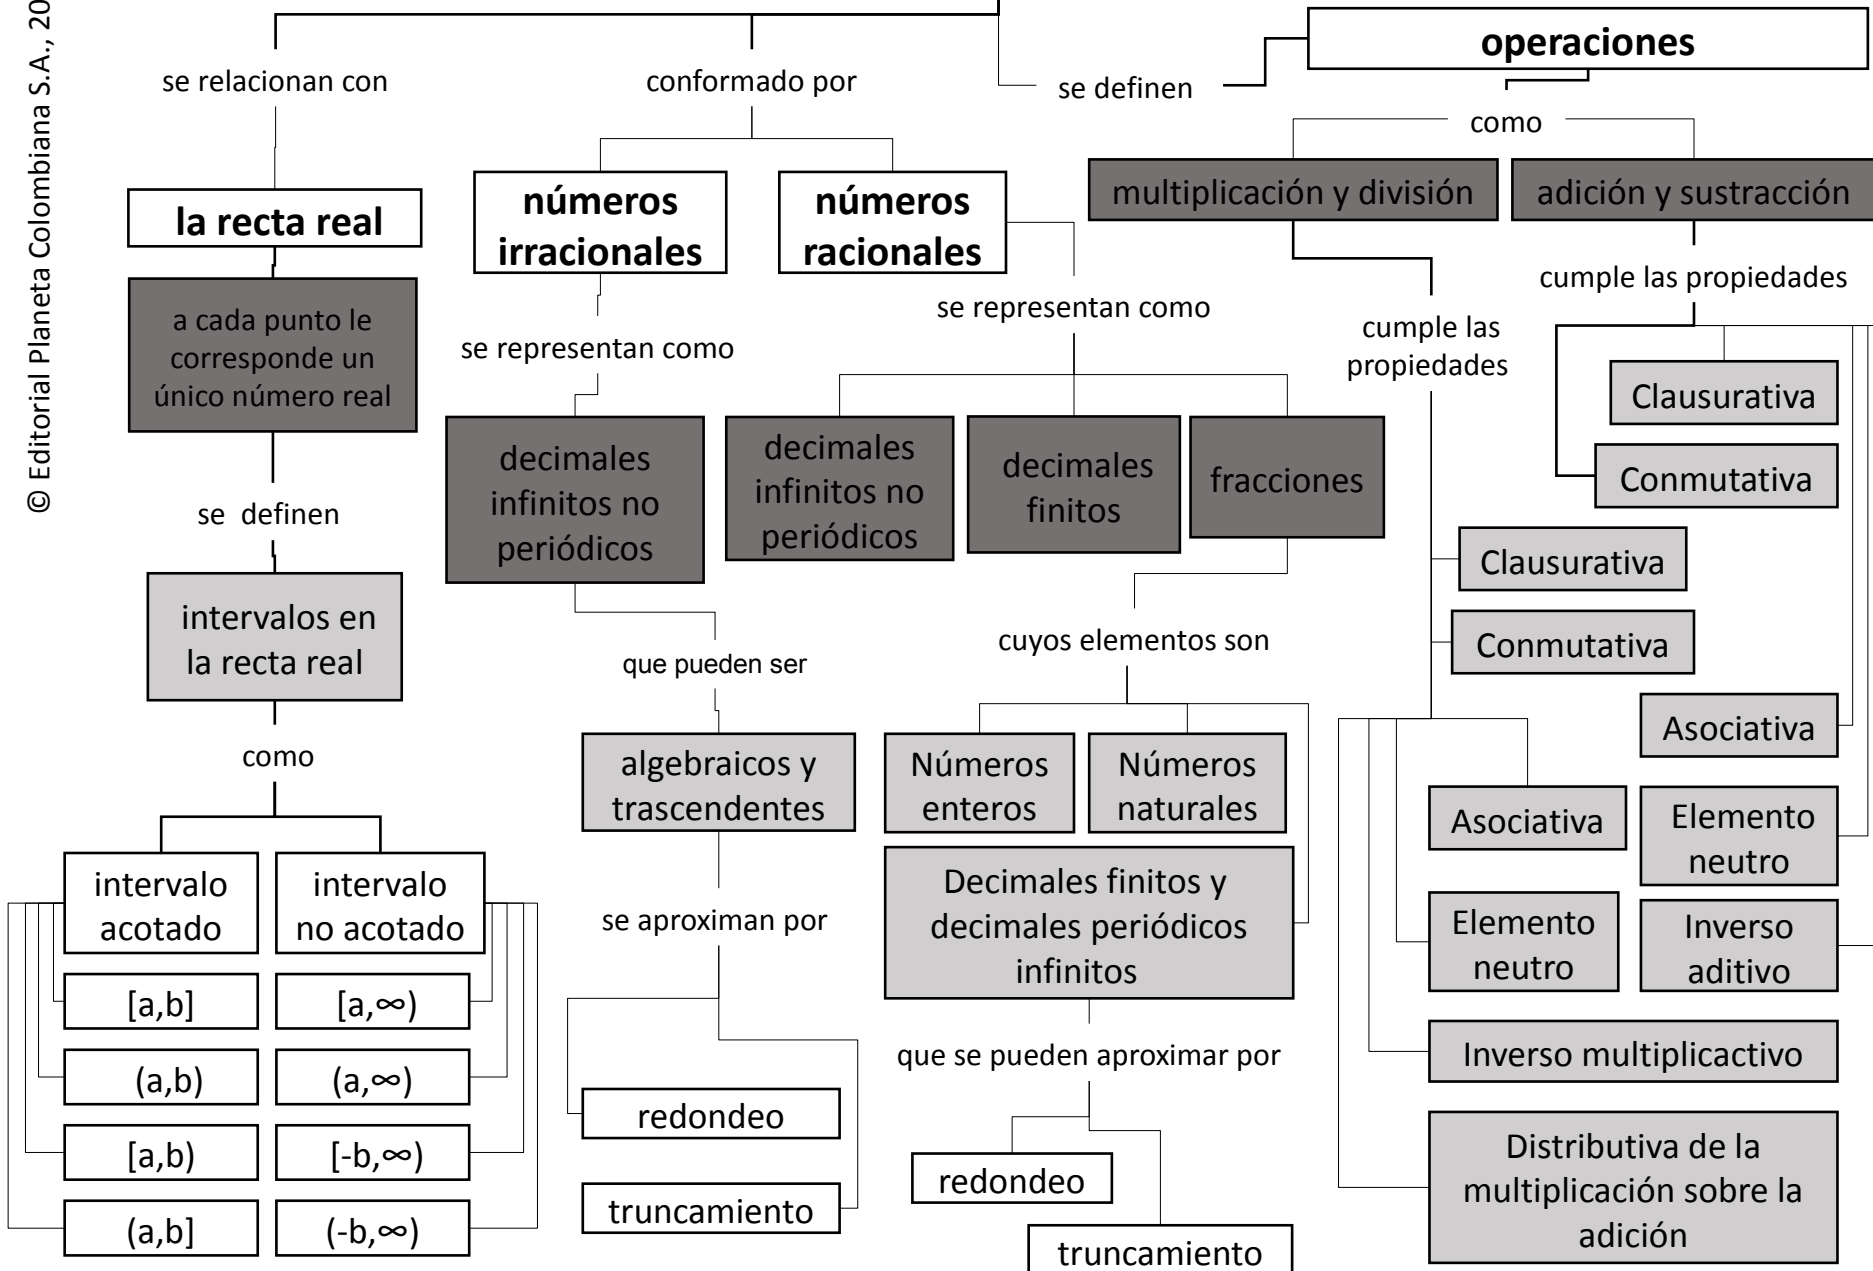 © Editorial Planeta Colombiana S.A., 20
operaciones
se relacionan con
conformado por
se definen
como
la recta real
números
irracionales
números
racionales
multiplicación y división
adición y sustracción
a cada punto le
corresponde un
único número real
se representan como
se representan como
cumple las
propiedades
cumple las propiedades
Clausurativa
Conmutativa
decimales
infinitos no
periódicos
decimales
infinitos no
periódicos
decimales
finitos
fracciones
se definen
Clausurativa
Conmutativa
intervalos en
la recta real
que pueden ser
cuyos elementos son
como
algebraicos y
trascendentes
Números
enteros
Números
naturales
Asociativa
Asociativa
Elemento
neutro
intervalo
acotado
intervalo
no acotado
se aproximan por
Decimales finitos y
decimales periódicos
infinitos
Elemento
neutro
Inverso
aditivo
[a,b]
[a,∞)
(a,b)
(a,∞)
[a,b)
[-b,∞)
(a,b]
(-b,∞)
redondeo
truncamiento
que se pueden aproximar por
redondeo
truncamiento
Inverso multiplicactivo
Distributiva de la
multiplicación sobre la
adición